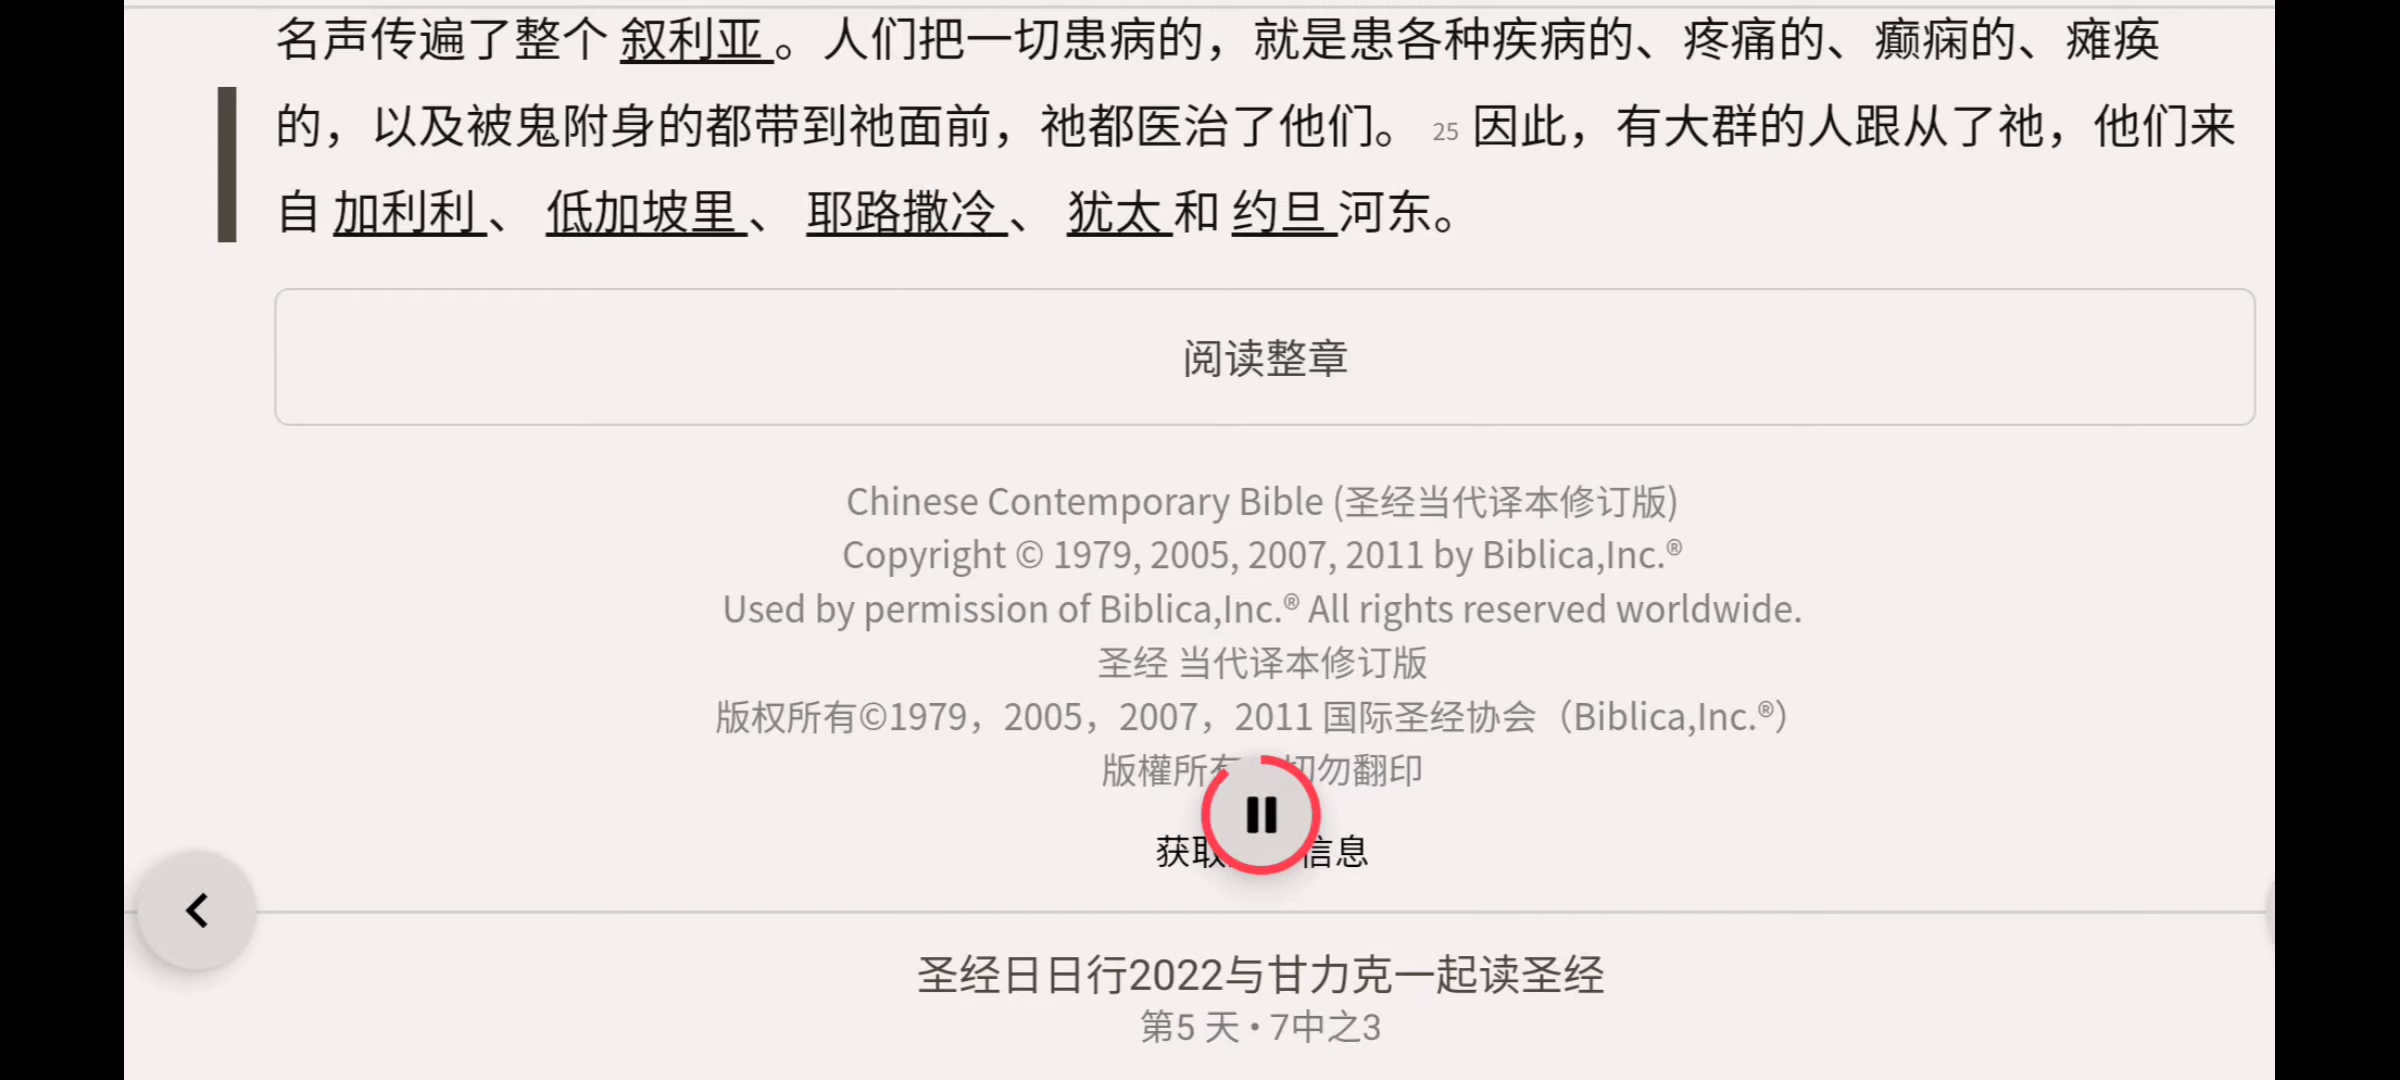 名声传遍了整个 叙利亚 。人们把一切患病的，就是患各种疾病的、疼痛的、癫痫的、瘫痪
的，以及被鬼附身的都带到祂面前，祂都医治了他们。 25 因此，有大群的人跟从了祂，他们来
自 加利利 、 低加坡里 、 耶路撒冷 、 犹太 和 约旦 河东。
阅读整章
Chinese Contemporary Bible (圣经当代译本修订版)
Copyright © 1979, 2005, 2007, 2011 by Biblica,Inc.®
Used by permission of Biblica,Inc.® All rights reserved worldwide.
圣经 当代译本修订版
版权所有©1979，2005，2007，2011 国际圣经协会（Biblica,Inc.®）
版權所有 切勿翻印
获取 信息
圣经日日行2022与甘力克一起读圣经
第5 天 • 7中之3